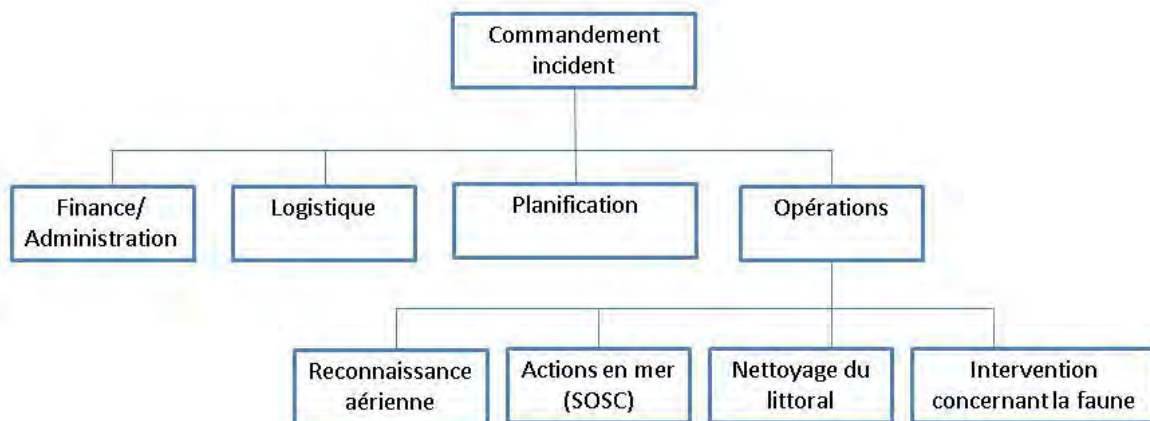 Commandement
incident
Finance/
Administration
Logistique
Planification
Opérations
Reconnaissance
aérienne
Actions en mer
(SOSC)
Nettoyage du
littoral
Intervention
concernant la faune